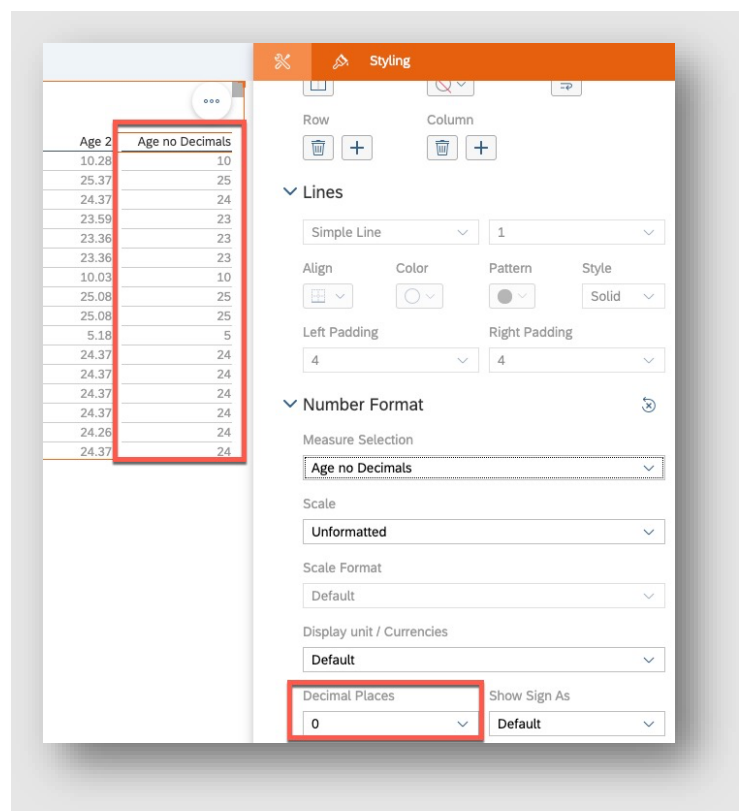 Styling
Row Column
Age 2 Age no Decimals
10.28 10
25.37 25
24.37 24
23.59 23
23.36 23
23.36 23
10.03 10
25.08 25
25.08 25
5.18 5
24.37 24
24.37 24
24.37 24
24.37 24
24.26 24
24.37 24
Lines
Simple Line 1
Align Color Pattern Style
Solid
Left Padding Right Padding
4 4
Number Format
Measure Selection
Age no Decimals
Scale
Unformatted
Scale Format
Default
Display unit / Currencies
Default
Decimal Places Show Sign As
0 Default